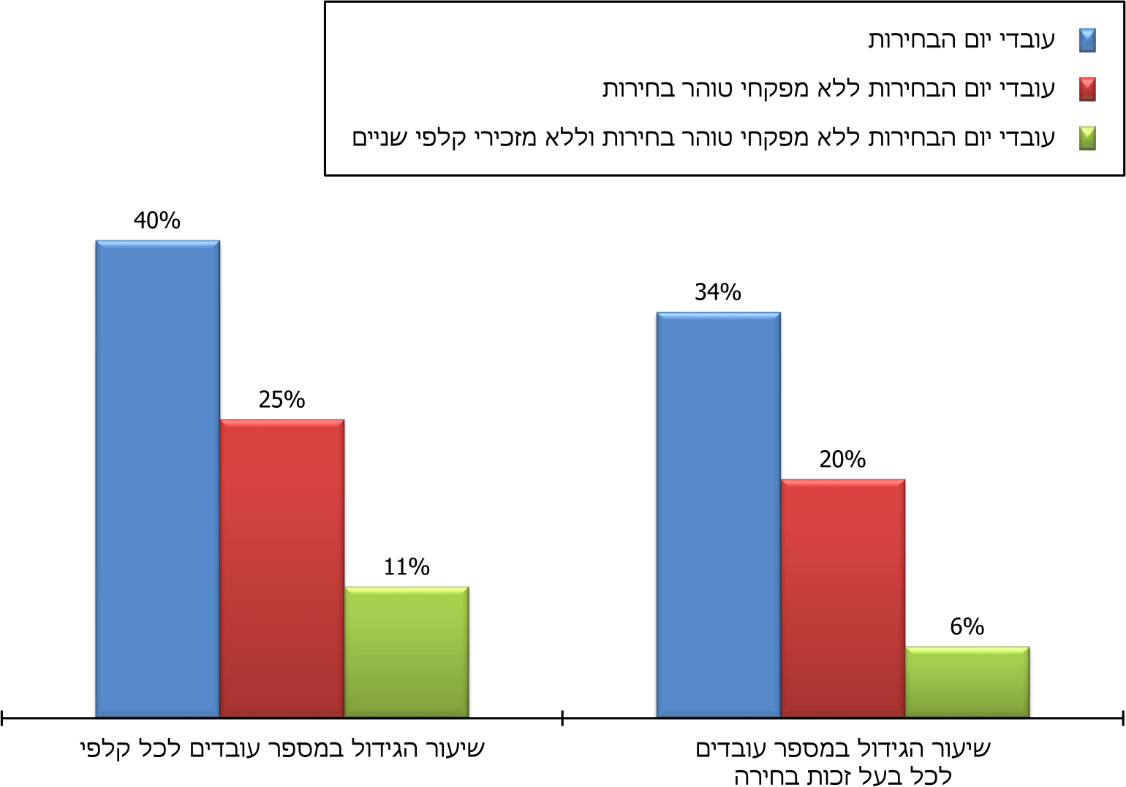 עובדי יום הבחירות
עובדי יום הבחירות ללא מפקחי טוהר בחירות
עובדי יום הבחירות ללא מפקחי טוהר בחירות וללא מזכירי קלפי שניים
40%
25%
11%
34%
20%
6%
שיעור הגידול במספר עובדים לכל קלפי
שיעור הגידול במספר עובדים
לכל בעל זכות בחירה